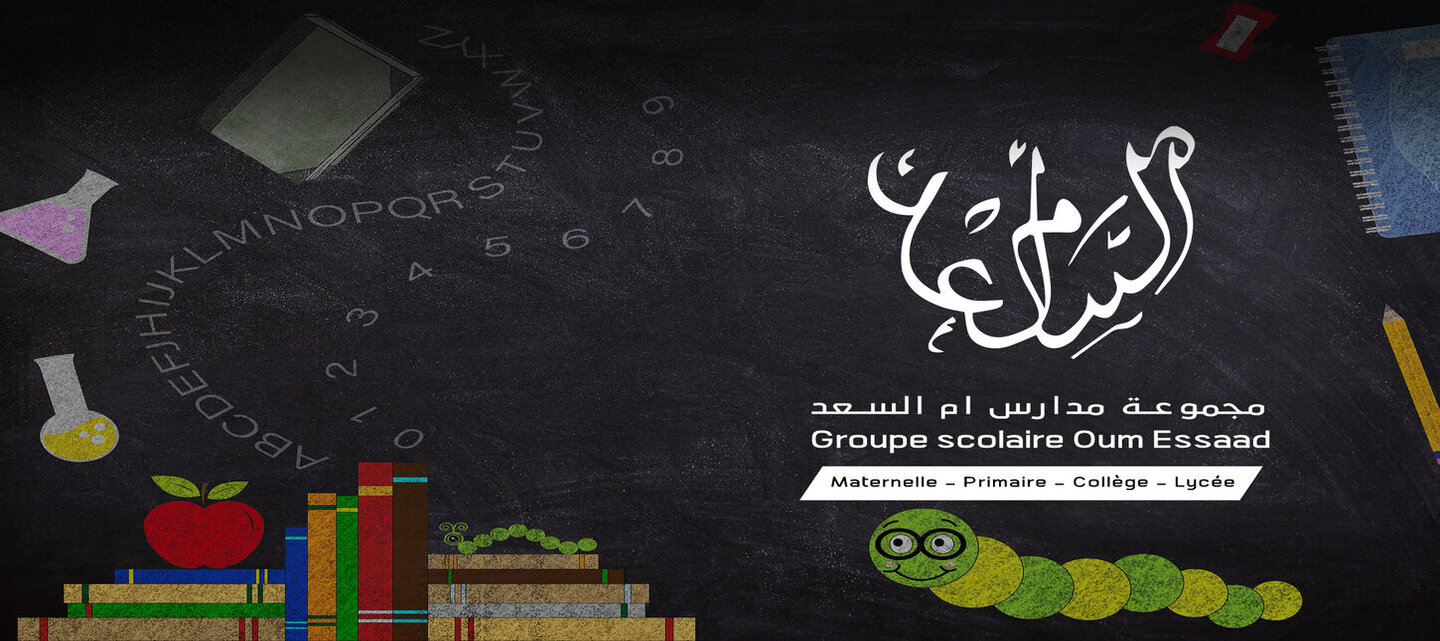 ABCDEFJHIJKLMNOPQRSTUVWXYZ
0 1 2 3 4 5 6 7 8 9
أم السعد
مجموعة مدارس ام السعد
Groupe scolaire Oum Essaad
Maternelle - Primaire - Collège - Lycée